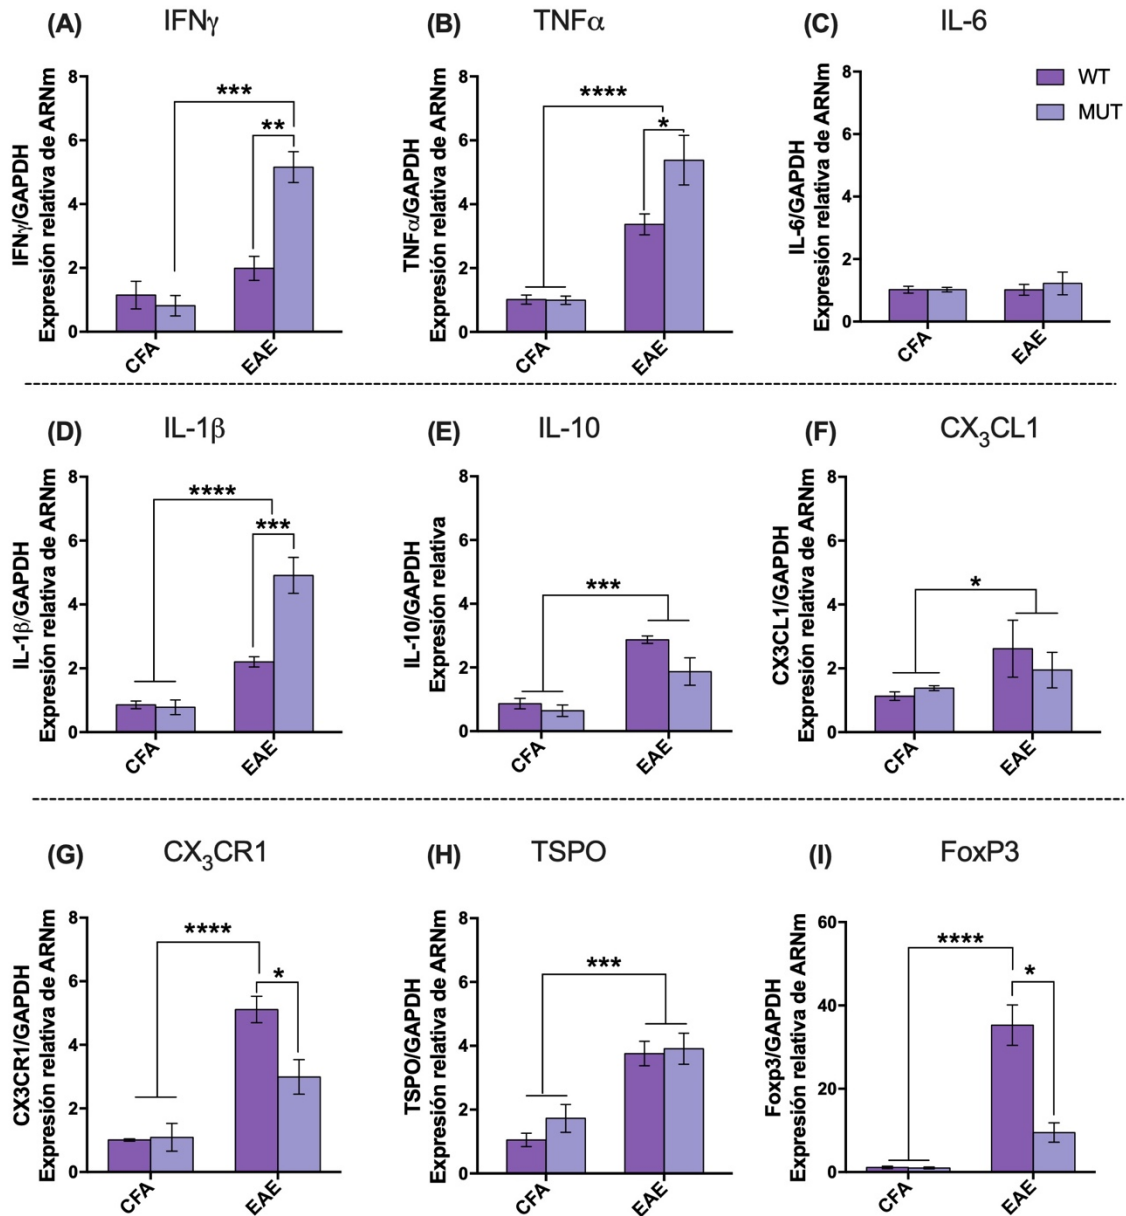 (A) IFNγ
IFNγ/GAPDH
Expresión relativa de ARNm
8
6
4
2
0
***
**
CFA
EAE
(B) TNFα
TNFα/GAPDH
Expresión relativa de ARNm
8
6
4
2
0
****
*
CFA
EAE
(C) IL-6
IL-6/GAPDH
Expresión relativa de ARNm
8
6
4
2
0
CFA
EAE
WT
MUT
(D) IL-1β
IL-1β/GAPDH
Expresión relativa de ARNm
8
6
4
2
0
****
***
CFA
EAE
(E) IL-10
IL-10/GAPDH
Expresión relativa
8
6
4
2
0
***
CFA
EAE
(F) CX₃CL1
CX3CL1/GAPDH
Expresión relativa de ARNm
8
6
4
2
0
*
CFA
EAE
(G) CX₃CR1
CX3CR1/GAPDH
Expresión relativa de ARNm
8
6
4
2
0
****
*
CFA
EAE
(H) TSPO
TSPO/GAPDH
Expresión relativa de ARNm
8
6
4
2
0
***
CFA
EAE
(I) FoxP3
Foxp3/GAPDH
Expresión relativa de ARNm
60
40
20
0
****
*
CFA
EAE